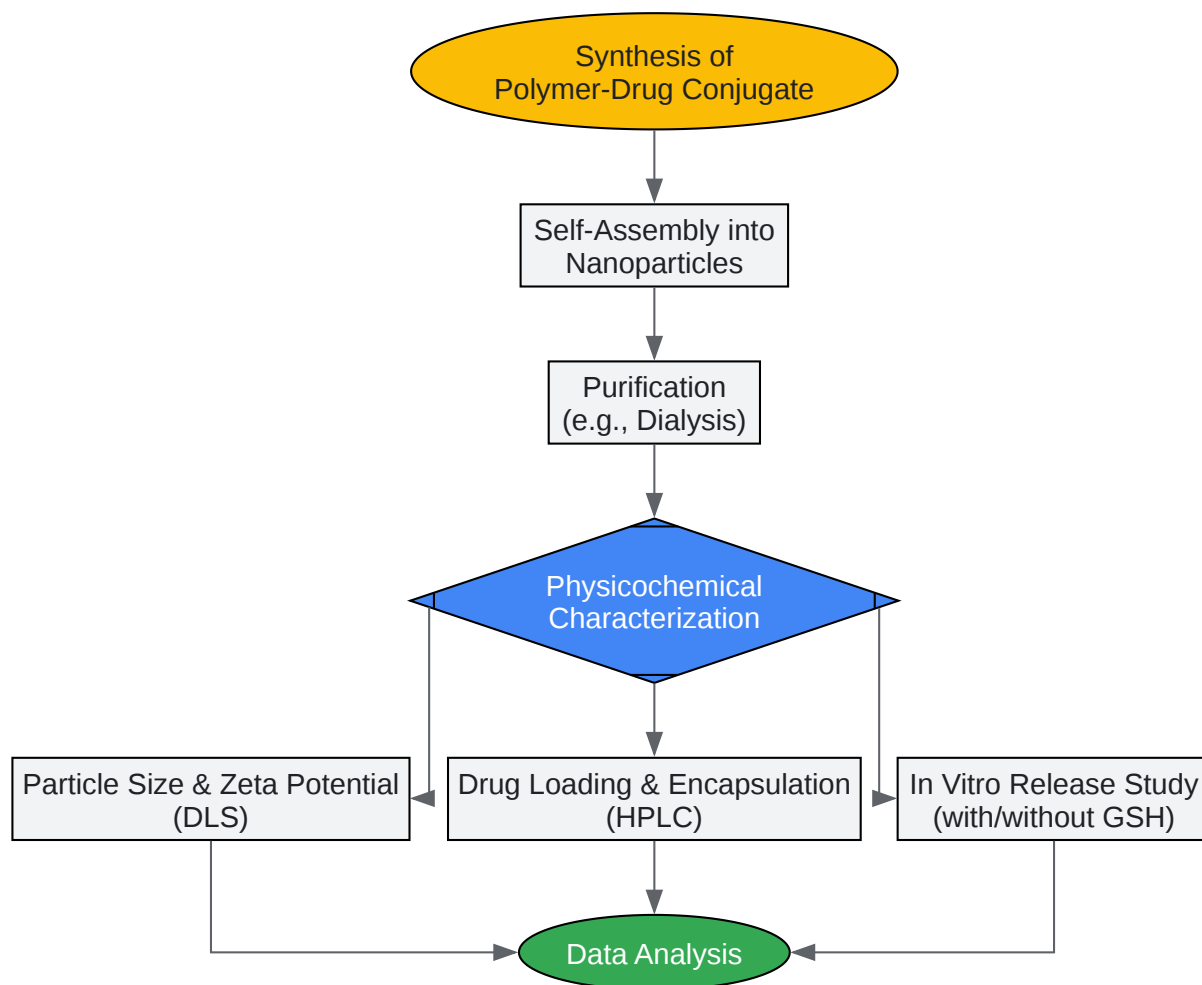 Synthesis of
Polymer-Drug Conjugate
Self-Assembly into
Nanoparticles
Purification
(e.g., Dialysis)
Physicochemical
Characterization
Particle Size & Zeta Potential
(DLS)
Drug Loading & Encapsulation
(HPLC)
In Vitro Release Study
(with/without GSH)
Data Analysis